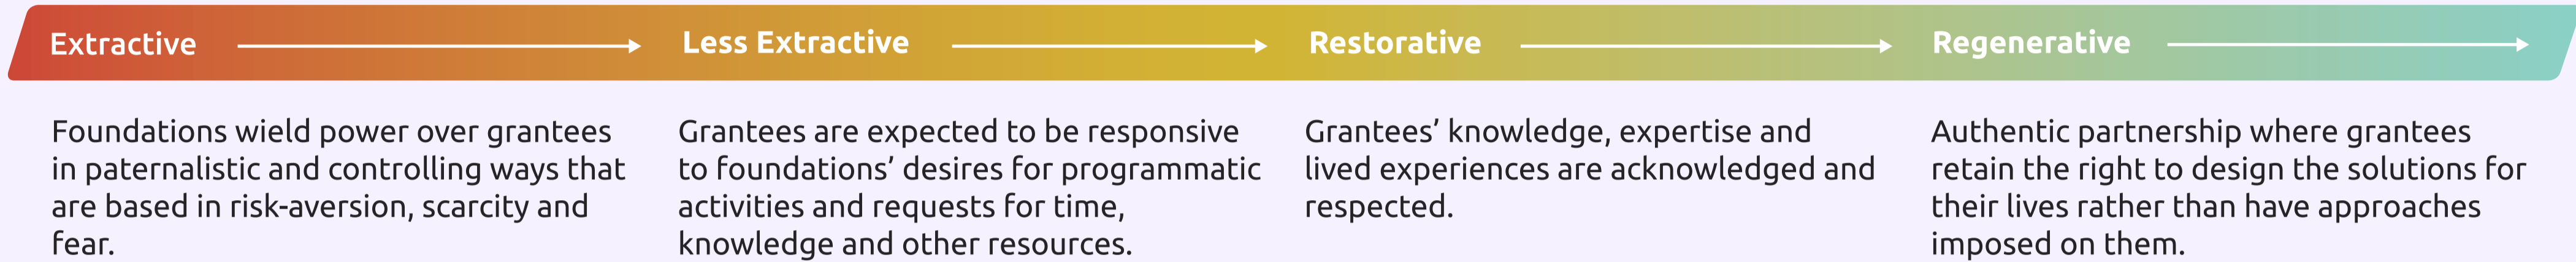 Extractive
Less Extractive
Restorative
Regenerative
Foundations wield power over grantees
in paternalistic and controlling ways that
are based in risk-aversion, scarcity and
fear.
Grantees are expected to be responsive
to foundations’ desires for programmatic
activities and requests for time,
knowledge and other resources.
Grantees’ knowledge, expertise and
lived experiences are acknowledged and
respected.
Authentic partnership where grantees
retain the right to design the solutions for
their lives rather than have approaches
imposed on them.